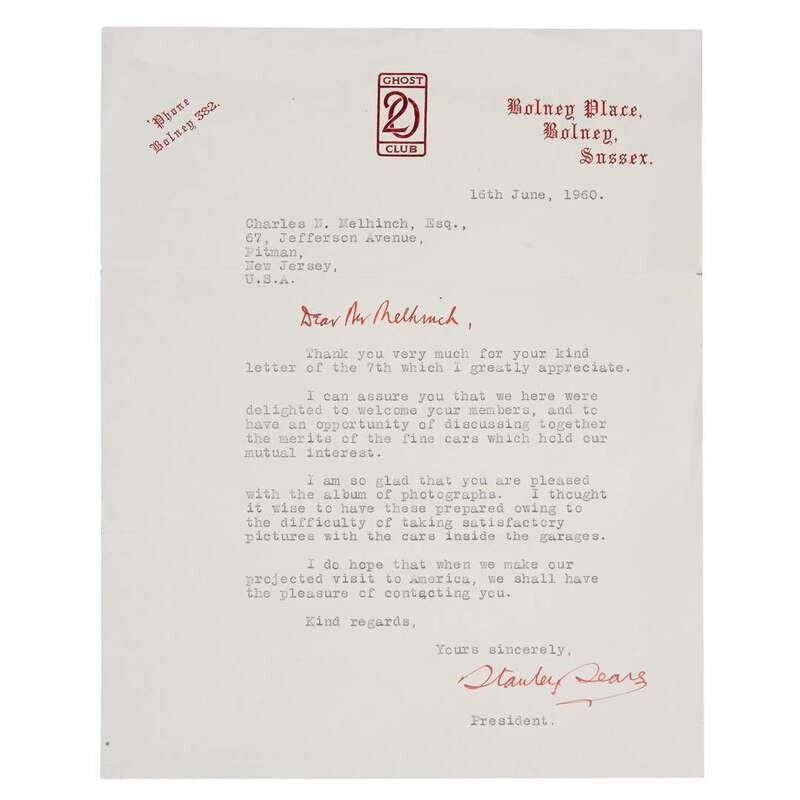 'Phone
Bolney 382.
GHOST
20
CLUB
Bolney Place,
Bolney,
Sussex.
16th June, 1960.
Charles N. Melhinch, Esq.,
67, Jefferson Avenue,
Pitman,
New Jersey,
U.S.A.
Dear Mr Melhinch,
Thank you very much for your kind
letter of the 7th which I greatly appreciate.
I can assure you that we here were
delighted to welcome your members, and to
have an opportunity of discussing together
the merits of the fine cars which hold our
mutual interest.
I am so glad that you are pleased
with the album of photographs. I thought
it wise to have these prepared owing to
the difficulty of taking satisfactory
pictures with the cars inside the garages.
I do hope that when we make our
projected visit to America, we shall have
the pleasure of contacting you.
Kind regards,
Yours sincerely,
Stanley Sears
President.